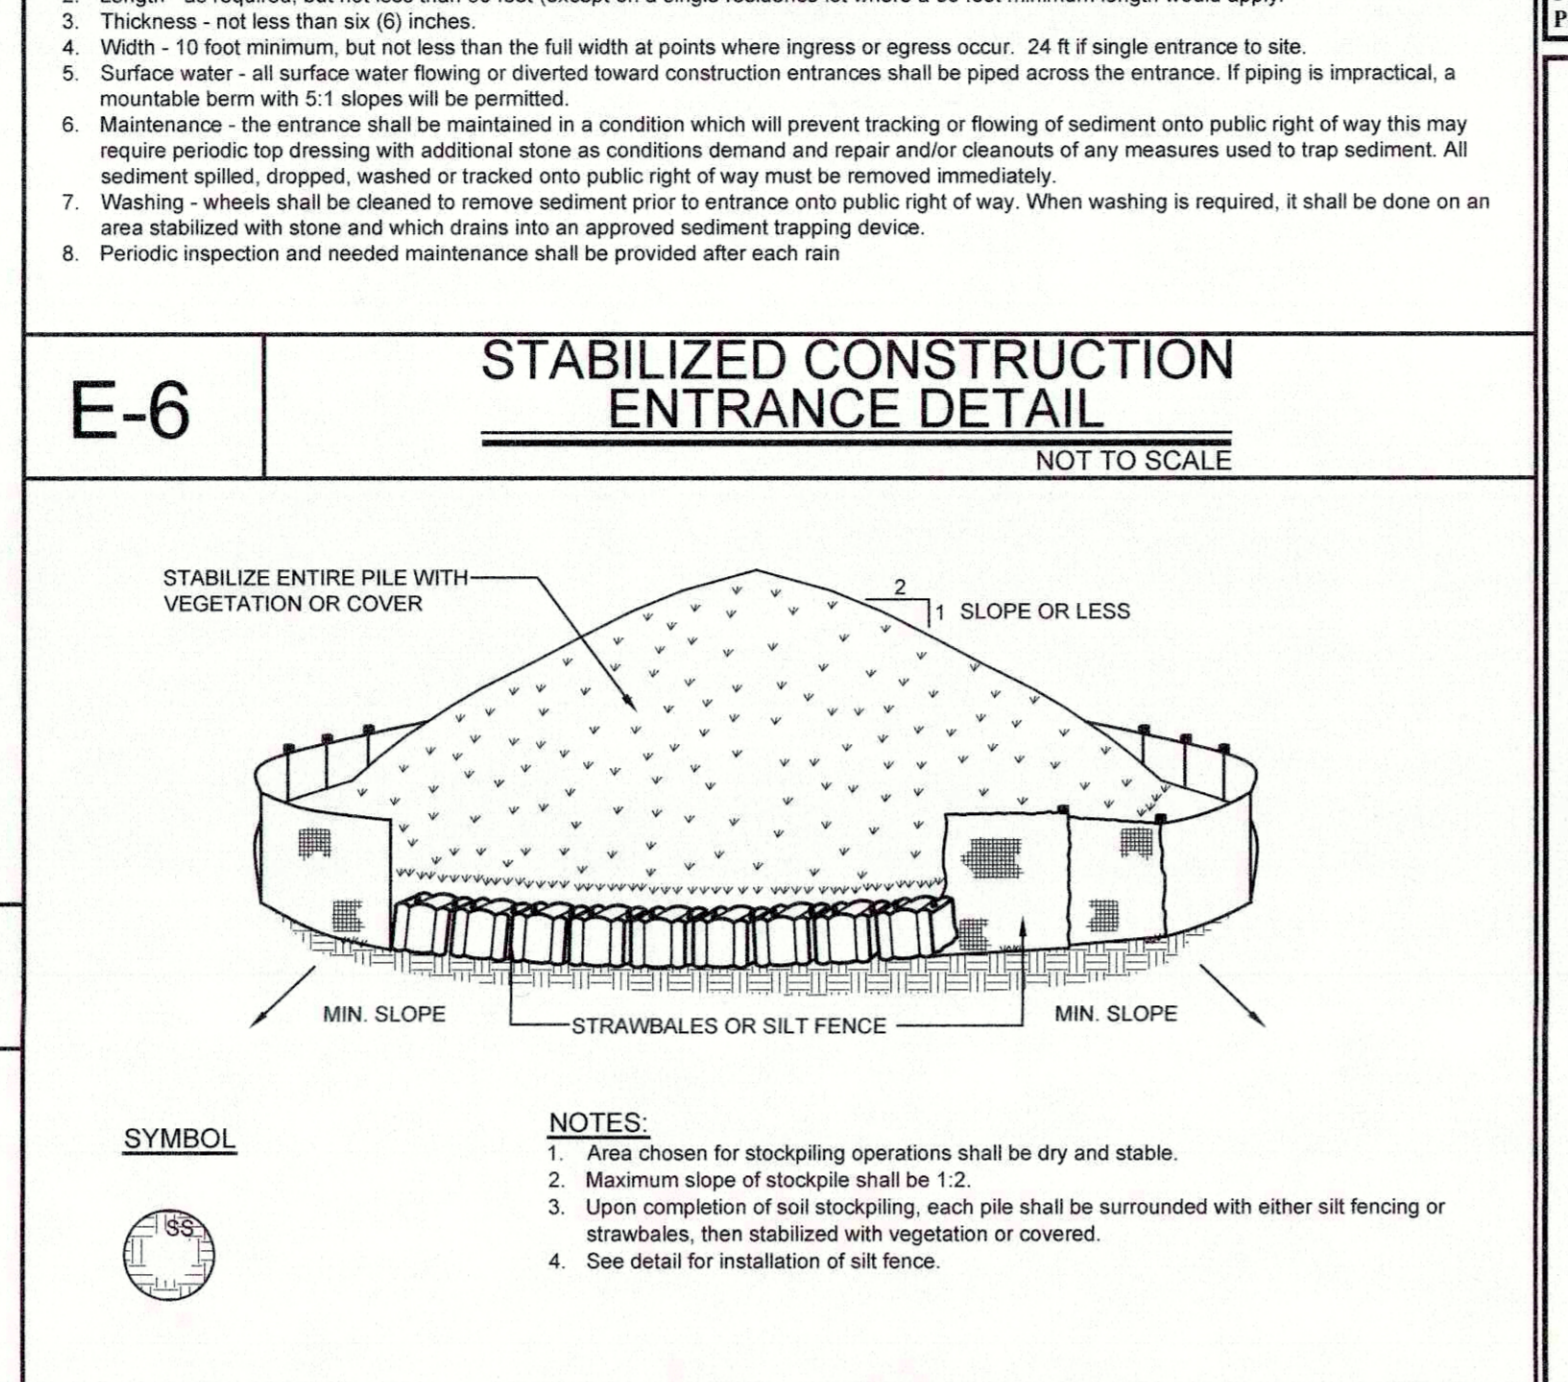 3. Thickness - not less than six (6) inches.
4. Width - 10 foot minimum, but not less than the full width at points where ingress or egress occur. 24 ft if single entrance to site.
5. Surface water - all surface water flowing or diverted toward construction entrances shall be piped across the entrance. If piping is impractical, a
mountable berm with 5:1 slopes will be permitted.
6. Maintenance - the entrance shall be maintained in a condition which will prevent tracking or flowing of sediment onto public right of way this may
require periodic top dressing with additional stone as conditions demand and repair and/or cleanouts of any measures used to trap sediment. All
sediment spilled, dropped, washed or tracked onto public right of way must be removed immediately.
7. Washing - wheels shall be cleaned to remove sediment prior to entrance onto public right of way. When washing is required, it shall be done on an
area stabilized with stone and which drains into an approved sediment trapping device.
8. Periodic inspection and needed maintenance shall be provided after each rain
P
E-6
STABILIZED CONSTRUCTION
ENTRANCE DETAIL
NOT TO SCALE
STABILIZE ENTIRE PILE WITH
VEGETATION OR COVER
2
1 SLOPE OR LESS
MIN. SLOPE
STRAWBALES OR SILT FENCE
MIN. SLOPE
SYMBOL
SS
NOTES:
1. Area chosen for stockpiling operations shall be dry and stable.
2. Maximum slope of stockpile shall be 1:2.
3. Upon completion of soil stockpiling, each pile shall be surrounded with either silt fencing or
strawbales, then stabilized with vegetation or covered.
4. See detail for installation of silt fence.